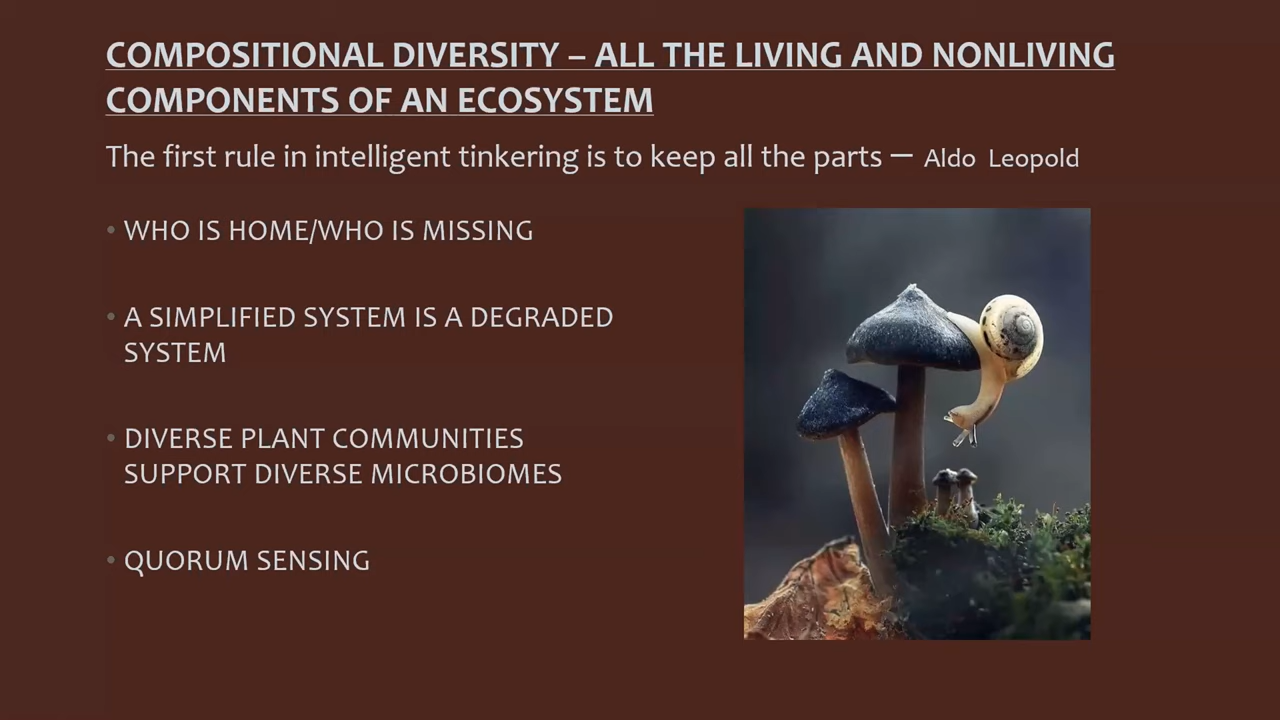 COMPOSITIONAL DIVERSITY – ALL THE LIVING AND NONLIVING
COMPONENTS OF AN ECOSYSTEM
The first rule in intelligent tinkering is to keep all the parts — Aldo Leopold
• WHO IS HOME/WHO IS MISSING
• A SIMPLIFIED SYSTEM IS A DEGRADED
SYSTEM
• DIVERSE PLANT COMMUNITIES
SUPPORT DIVERSE MICROBIOMES
• QUORUM SENSING